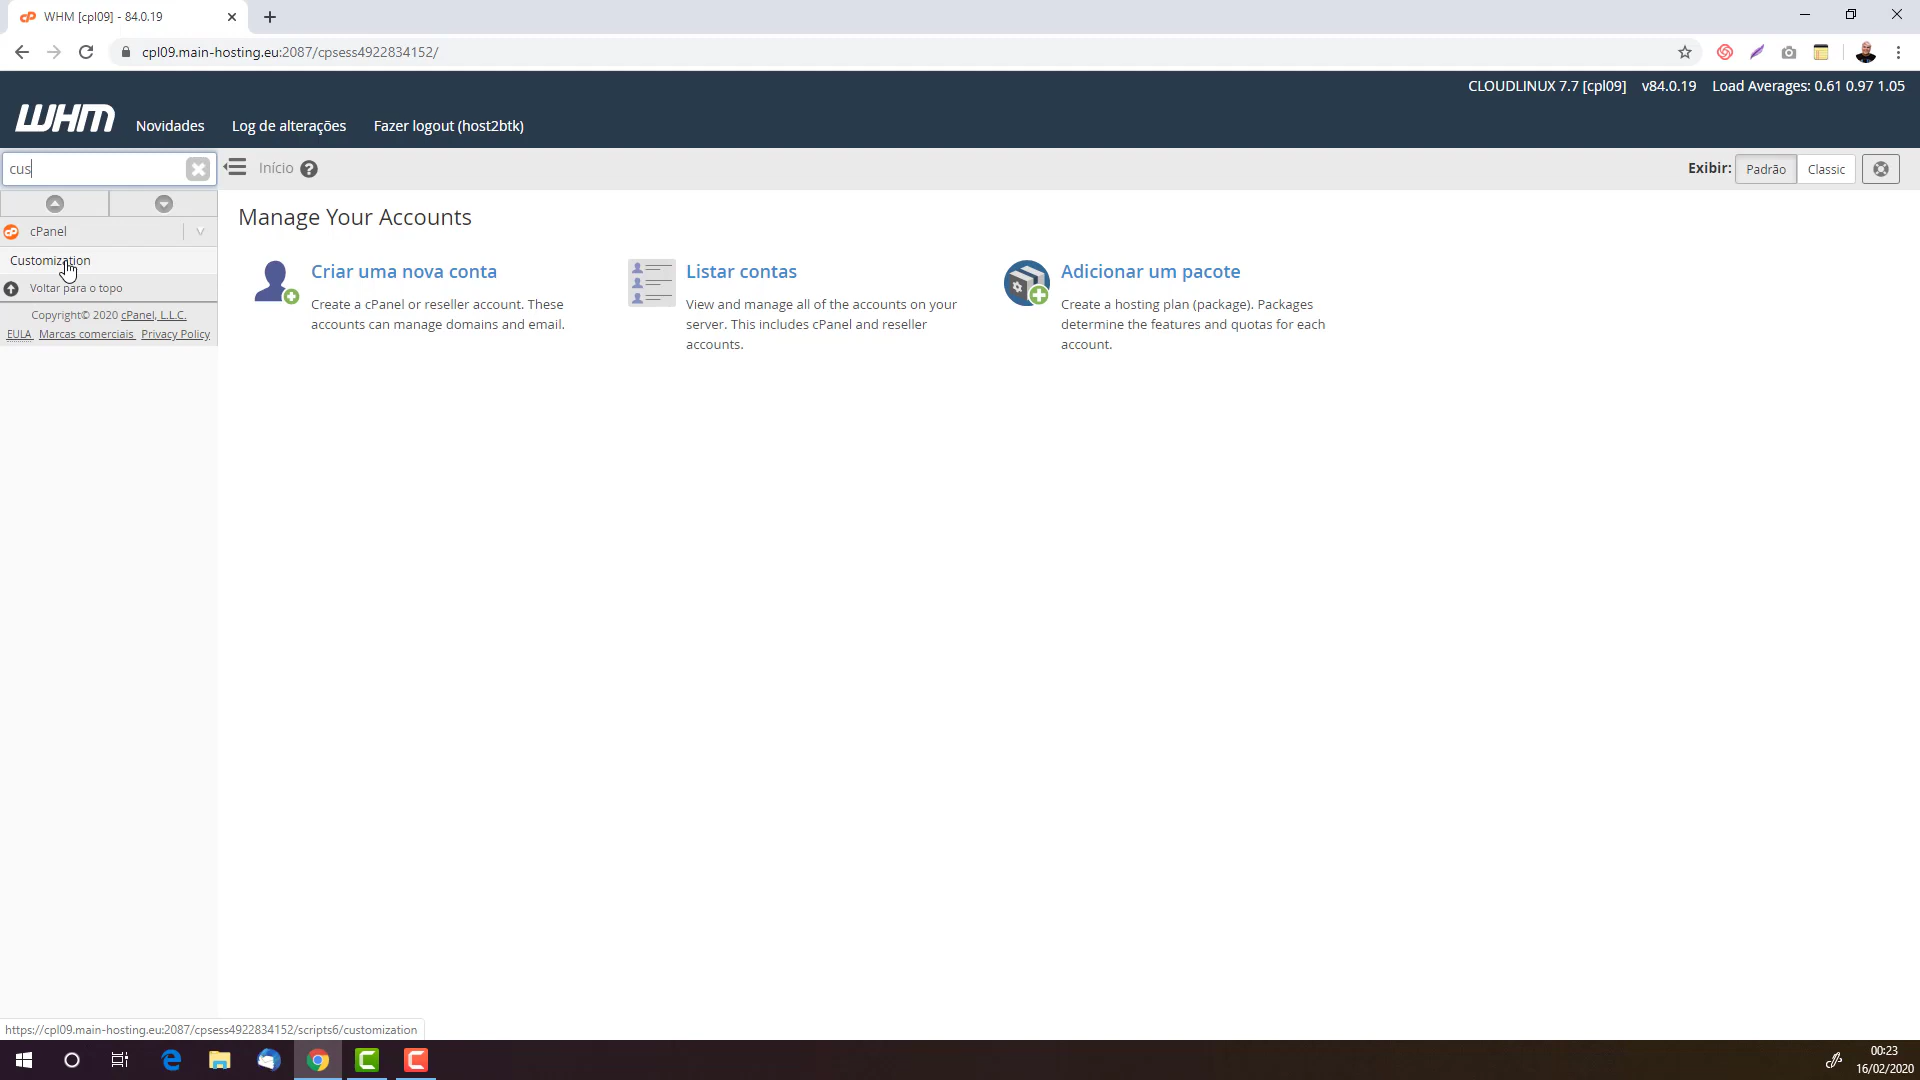 WHM [cpl09] - 84.0.19
cpl09.main-hosting.eu:2087/cpsess4922834152/
CLOUDLINUX 7.7 [cpl09] v84.0.19 Load Averages: 0.61 0.97 1.05
WHM Novidades Log de alterações Fazer logout (host2btk)
cus
Início
Exibir: Padrão Classic
cPanel
Customization
Voltar para o topo
Copyright© 2020 cPanel, L.L.C.
EULA Marcas comerciais Privacy Policy
Manage Your Accounts
Criar uma nova conta
Create a cPanel or reseller account. These
accounts can manage domains and email.
Listar contas
View and manage all of the accounts on your
server. This includes cPanel and reseller
accounts.
Adicionar um pacote
Create a hosting plan (package). Packages
determine the features and quotas for each
account.
https://cpl09.main-hosting.eu:2087/cpsess4922834152/scripts6/customization
00:23
16/02/2020